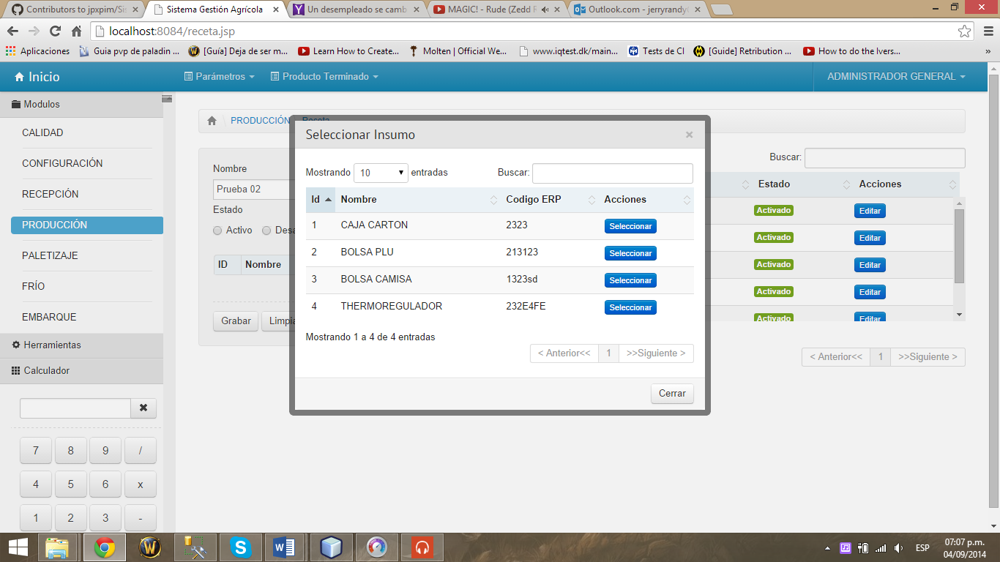 Contributors to jpxpim/Sis
Sistema Gestión Agrícola
Un desempleado se camb
MAGIC! - Rude (Zedd R
Outlook.com - jerryrandy
localhost:8084/receta.jsp
Aplicaciones
Guia pvp de paladin ...
[Guía] Deja de ser m...
Learn How to Create...
Molten | Official We...
www.iqtest.dk/main...
Tests de CI
[Guide] Retribution ...
How to do the Ivers...
»
Inicio
Parámetros
Producto Terminado
ADMINISTRADOR GENERAL
Modulos
CALIDAD
CONFIGURACIÓN
RECEPCIÓN
PRODUCCIÓN
PALETIZAJE
FRÍO
EMBARQUE
Herramientas
Calculador
7 8 9 /
4 5 6 x
1 2 3 -
PRODUCCIÓN
Receta
Nombre
Prueba 02
Estado
Activo
ID Nombre
Grabar
Seleccionar Insumo
×
Mostrando 10 entradas
Buscar:
Id Nombre Codigo ERP Acciones
1 CAJA CARTON 2323 Seleccionar
2 BOLSA PLU 213123 Seleccionar
3 BOLSA CAMISA 1323sd Seleccionar
4 THERMOREGULADOR 232E4FE Seleccionar
Mostrando 1 a 4 de 4 entradas
< Anterior<< 1 >>Siguiente >
Cerrar
Buscar:
Estado Acciones
Activado Editar
Activado Editar
Activado Editar
Activado Editar
Activado Editar
< Anterior<< 1 >>Siguiente >
ESP
07:07 p.m.
04/09/2014